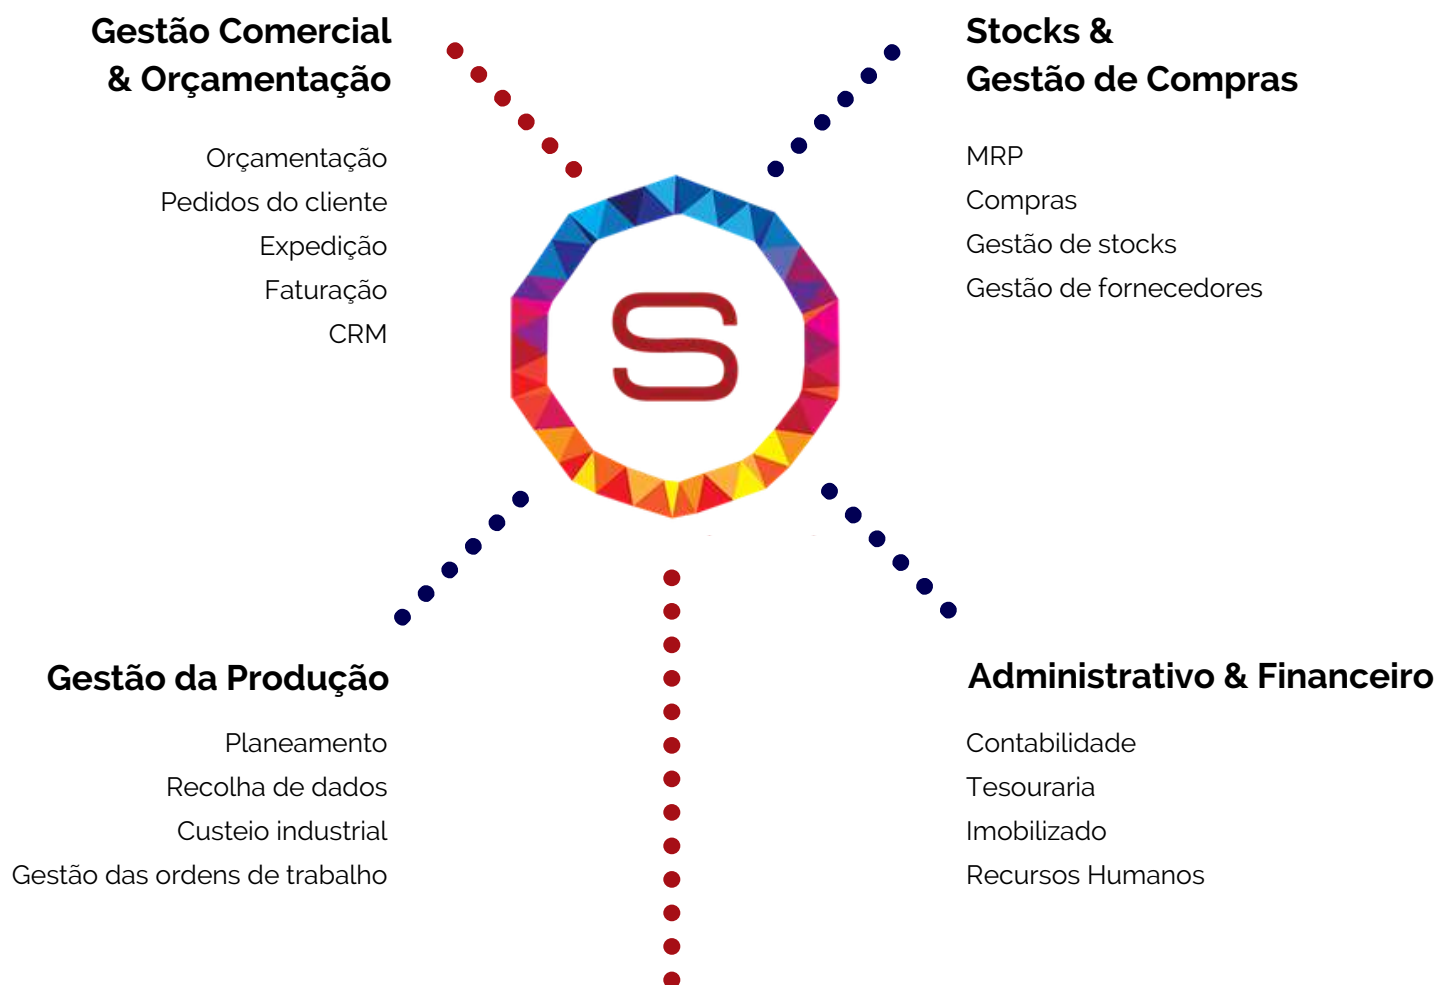 Gestão Comercial
& Orçamentação
Orçamentação
Pedidos do cliente
Expedição
Faturação
CRM
Stocks &
Gestão de Compras
MRP
Compras
Gestão de stocks
Gestão de fornecedores
S
Gestão da Produção
Planeamento
Recolha de dados
Custeio industrial
Gestão das ordens de trabalho
Administrativo & Financeiro
Contabilidade
Tesouraria
Imobilizado
Recursos Humanos